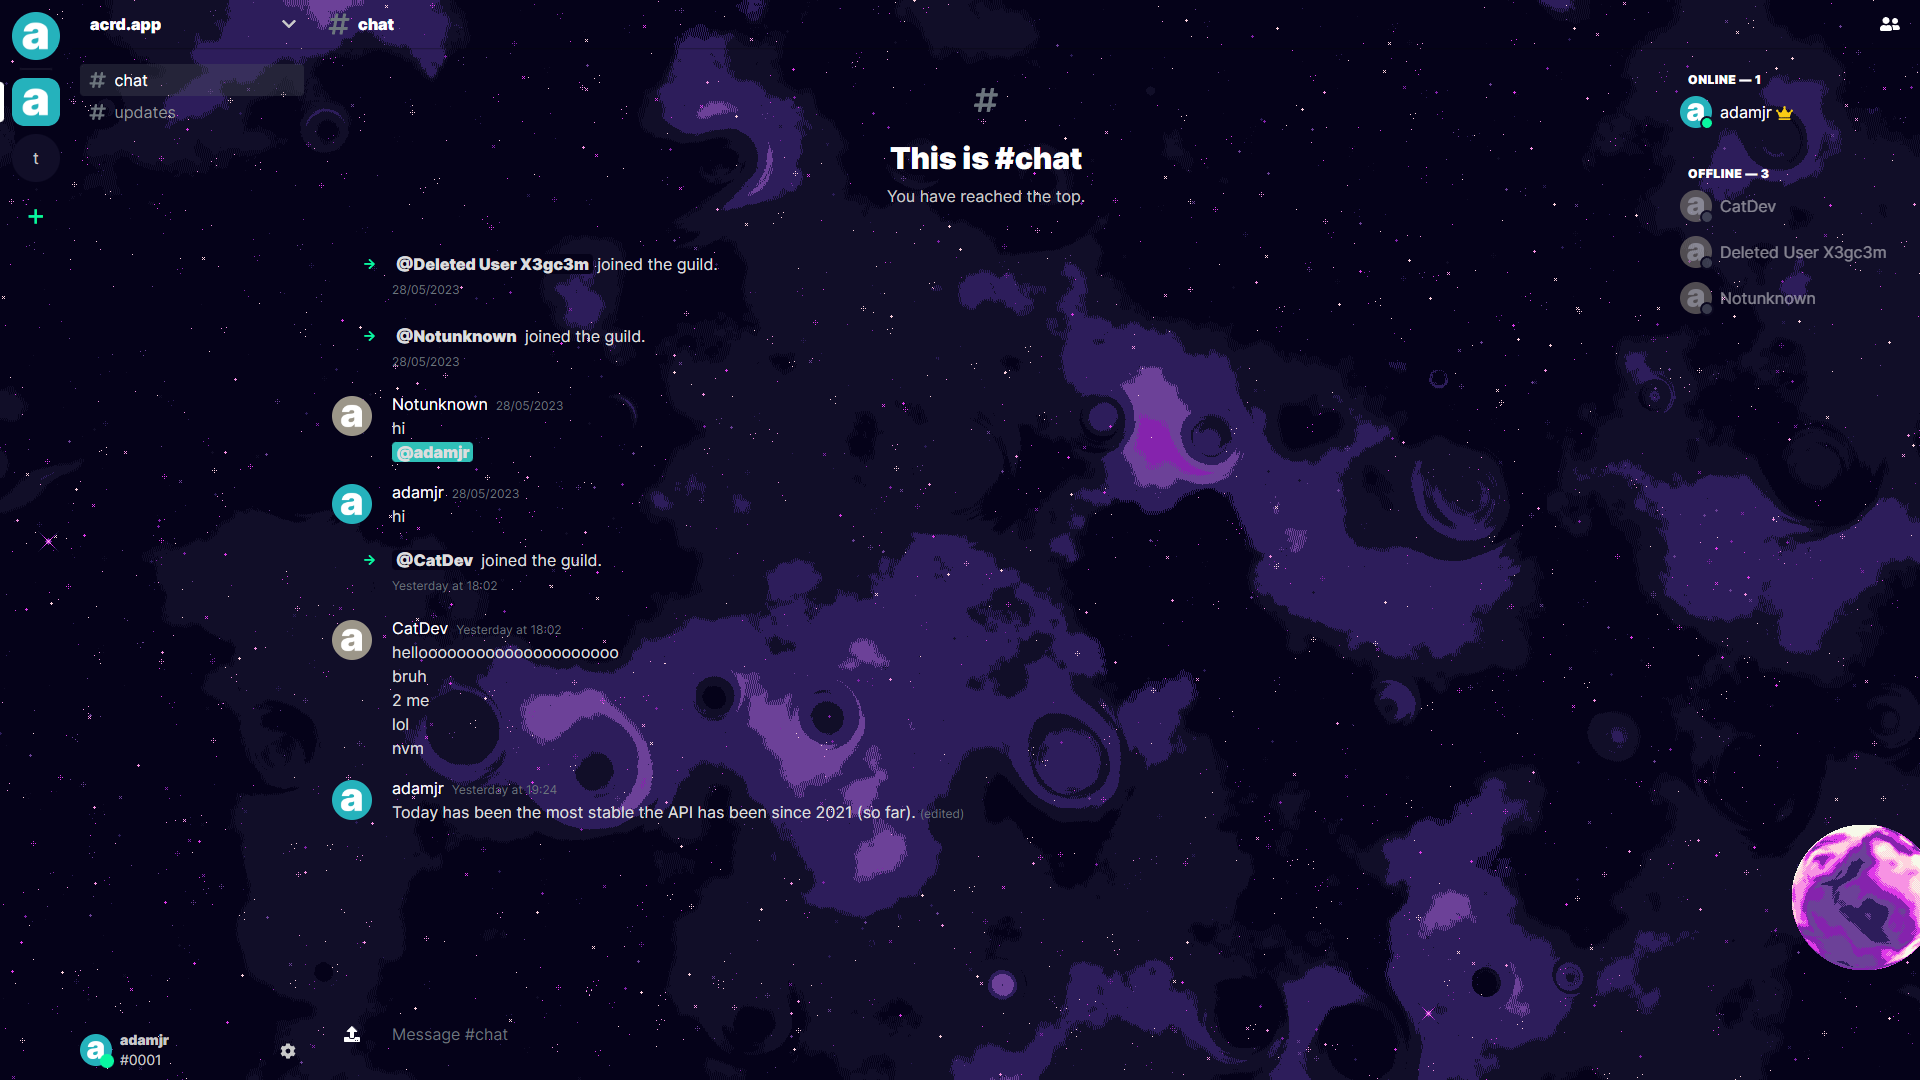 a
acrd.app
# chat
a
# chat
# updates
t
+
#
This is #chat
You have reached the top.
@Deleted User X3gc3m joined the guild.
28/05/2023
@Notunknown joined the guild.
28/05/2023
a
Notunknown 28/05/2023
hi
@adamjr
a
adamjr 28/05/2023
hi
@CatDev joined the guild.
Yesterday at 18:02
a
CatDev Yesterday at 18:02
hellooooooooooooooooooooo
bruh
2 me
lol
nvm
a
adamjr Yesterday at 19:24
Today has been the most stable the API has been since 2021 (so far). (edited)
Message #chat
a
adamjr
#0001
ONLINE — 1
a
adamjr
OFFLINE — 3
a
CatDev
a
Deleted User X3gc3m
a
Notunknown